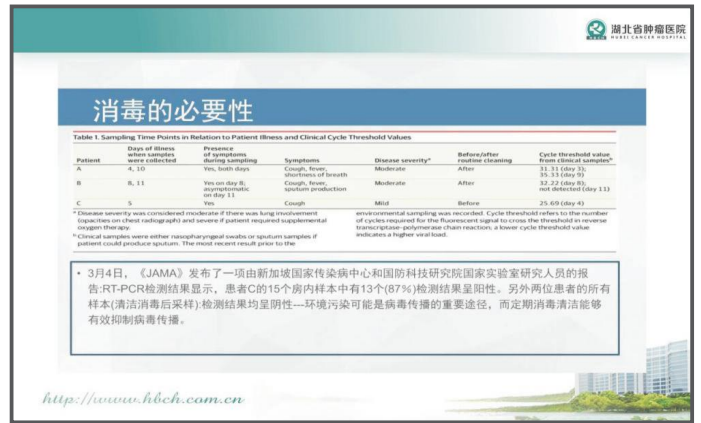 湖北省肿瘤医院
HUBEI CANCER HOSPITAL
消毒的必要性
Table 1. Sampling Time Points in Relation to Patient Illness and Clinical Cycle Threshold Values
Patient | Days of illness when samples were collected | Presence of symptoms during sampling | Symptoms | Disease severityᵃ | Before/after routine cleaning | Cycle threshold value from clinical samplesᵇ
A | 4, 10 | Yes, both days | Cough, fever, shortness of breath | Moderate | After | 31.31 (day 3); 35.33 (day 9)
B | 8, 11 | Yes on day 8; asymptomatic on day 11 | Cough, fever, sputum production | Moderate | After | 32.22 (day 8); not detected (day 11)
C | 5 | Yes | Cough | Mild | Before | 25.69 (day 4)
ᵃ Disease severity was considered moderate if there was lung involvement
(opacities on chest radiograph) and severe if patient required supplemental
oxygen therapy.
ᵇ Clinical samples were either nasopharyngeal swabs or sputum samples if
patient could produce sputum. The most recent result prior to the
environmental sampling was recorded. Cycle threshold refers to the number
of cycles required for the fluorescent signal to cross the threshold in reverse
transcriptase–polymerase chain reaction; a lower cycle threshold value
indicates a higher viral load.
• 3月4日，《JAMA》发布了一项由新加坡国家传染病中心和国防科技研究院国家实验室研究人员的报
告:RT-PCR检测结果显示，患者C的15个房内样本中有13个(87%)检测结果呈阳性。另外两位患者的所有
样本(清洁消毒后采样):检测结果均呈阴性---环境污染可能是病毒传播的重要途径，而定期消毒清洁能够
有效抑制病毒传播。
http://www.hbch.com.cn